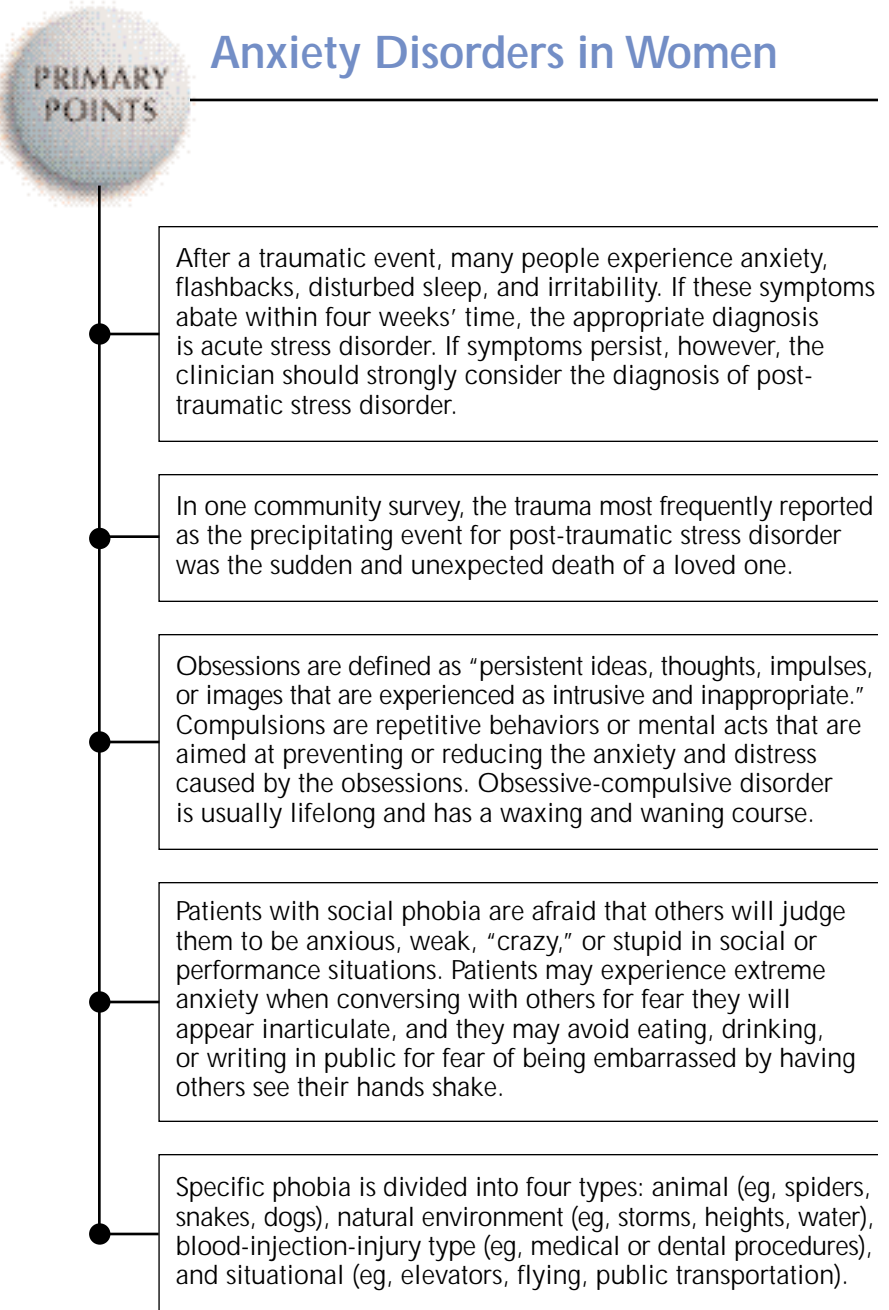 PRIMARY
POINTS
Anxiety Disorders in Women
After a traumatic event, many people experience anxiety,
flashbacks, disturbed sleep, and irritability. If these symptoms
abate within four weeks’ time, the appropriate diagnosis
is acute stress disorder. If symptoms persist, however, the
clinician should strongly consider the diagnosis of post-
traumatic stress disorder.
In one community survey, the trauma most frequently reported
as the precipitating event for post-traumatic stress disorder
was the sudden and unexpected death of a loved one.
Obsessions are defined as “persistent ideas, thoughts, impulses,
or images that are experienced as intrusive and inappropriate.”
Compulsions are repetitive behaviors or mental acts that are
aimed at preventing or reducing the anxiety and distress
caused by the obsessions. Obsessive-compulsive disorder
is usually lifelong and has a waxing and waning course.
Patients with social phobia are afraid that others will judge
them to be anxious, weak, “crazy,” or stupid in social or
performance situations. Patients may experience extreme
anxiety when conversing with others for fear they will
appear inarticulate, and they may avoid eating, drinking,
or writing in public for fear of being embarrassed by having
others see their hands shake.
Specific phobia is divided into four types: animal (eg, spiders,
snakes, dogs), natural environment (eg, storms, heights, water),
blood-injection-injury type (eg, medical or dental procedures),
and situational (eg, elevators, flying, public transportation).